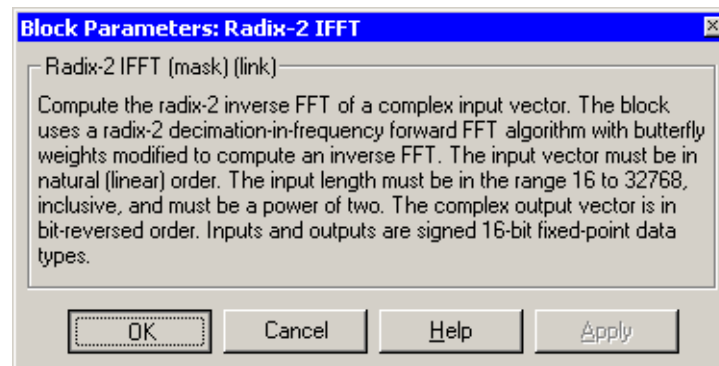 Block Parameters: Radix-2 IFFT
Radix-2 IFFT (mask) (link)
Compute the radix-2 inverse FFT of a complex input vector. The block
uses a radix-2 decimation-in-frequency forward FFT algorithm with butterfly
weights modified to compute an inverse FFT. The input vector must be in
natural (linear) order. The input length must be in the range 16 to 32768,
inclusive, and must be a power of two. The complex output vector is in
bit-reversed order. Inputs and outputs are signed 16-bit fixed-point data
types.
OK Cancel Help Apply